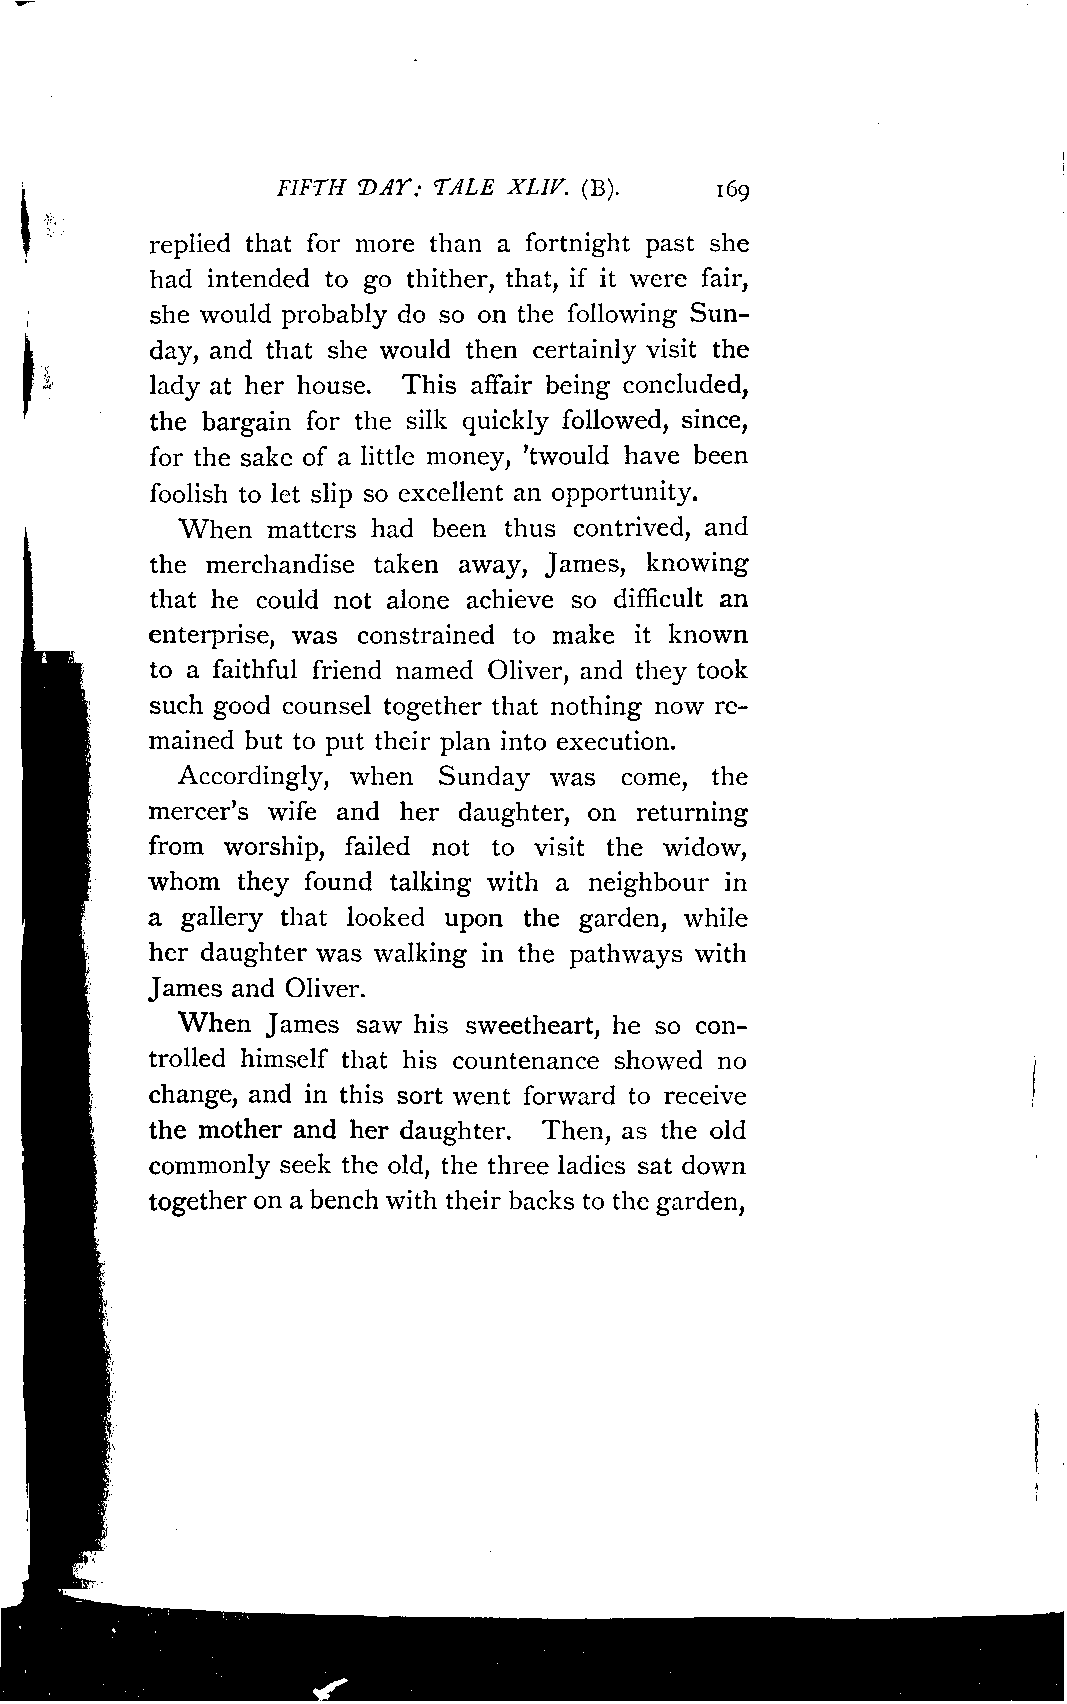 FIFTH DAY: TALE XLIV. (B). 169
replied that for more than a fortnight past she
had intended to go thither, that, if it were fair,
she would probably do so on the following Sun-
day, and that she would then certainly visit the
lady at her house. This affair being concluded,
the bargain for the silk quickly followed, since,
for the sake of a little money, 'twould have been
foolish to let slip so excellent an opportunity.
When matters had been thus contrived, and
the merchandise taken away, James, knowing
that he could not alone achieve so difficult an
enterprise, was constrained to make it known
to a faithful friend named Oliver, and they took
such good counsel together that nothing now re-
mained but to put their plan into execution.
Accordingly, when Sunday was come, the
mercer's wife and her daughter, on returning
from worship, failed not to visit the widow,
whom they found talking with a neighbour in
a gallery that looked upon the garden, while
her daughter was walking in the pathways with
James and Oliver.
When James saw his sweetheart, he so con-
trolled himself that his countenance showed no
change, and in this sort went forward to receive
the mother and her daughter. Then, as the old
commonly seek the old, the three ladies sat down
together on a bench with their backs to the garden,